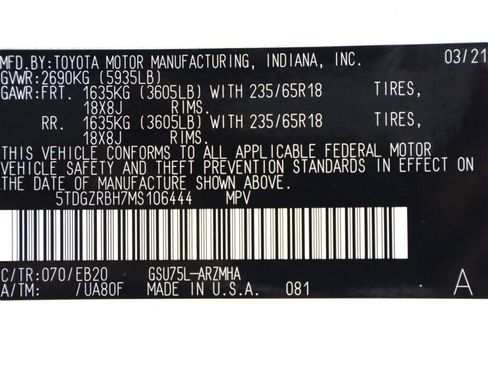 MFD.BY:TOYOTA MOTOR MANUFACTURING, INDIANA, INC. 03/21
GVWR:2690KG (5935LB)
GAWR:FRT. 1635KG (3605LB) WITH 235/65R18 TIRES,
18X8J RIMS.
RR. 1635KG (3605LB) WITH 235/65R18 TIRES,
18X8J RIMS.
THIS VEHICLE CONFORMS TO ALL APPLICABLE FEDERAL MOTOR
VEHICLE SAFETY AND THEFT PREVENTION STANDARDS IN EFFECT ON
THE DATE OF MANUFACTURE SHOWN ABOVE.
5TDGZRBH7MS106444 MPV
C/TR:070/EB20 GSU75L-ARZMHA
A/TM: /UA80F MADE IN U.S.A. 081 A